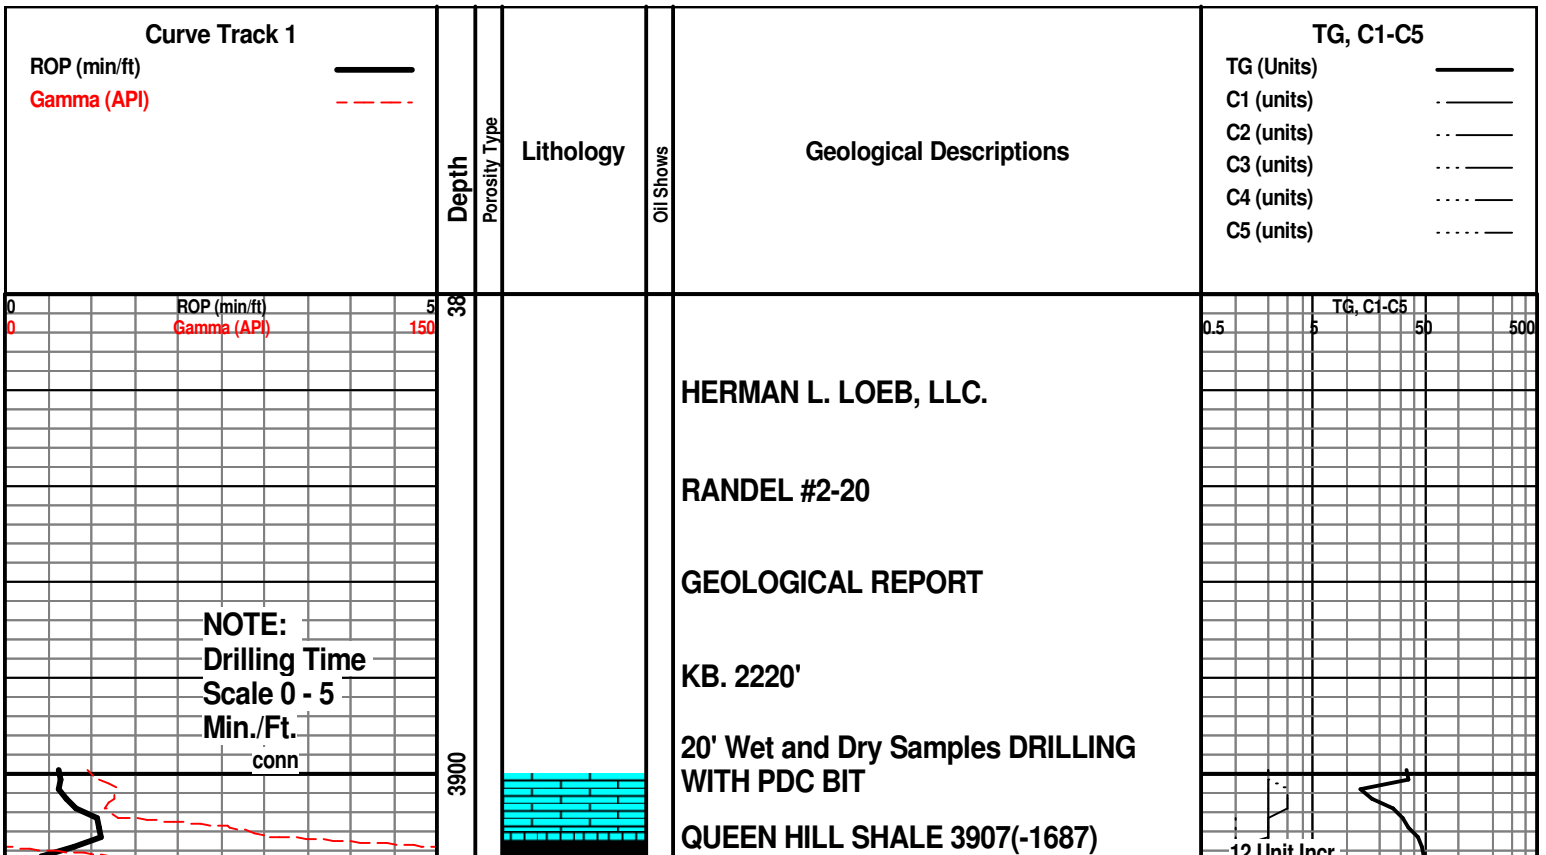 Curve Track 1
ROP (min/ft)
Gamma (API)
Depth
Porosity Type
Lithology
Oil Shows
Geological Descriptions
TG, C1-C5
TG (Units)
C1 (units)
C2 (units)
C3 (units)
C4 (units)
C5 (units)
0 ROP (min/ft) 5
0 Gamma (API) 150
38
TG, C1-C5
0.5 5 50 500
HERMAN L. LOEB, LLC.
RANDEL #2-20
GEOLOGICAL REPORT
NOTE:
Drilling Time
Scale 0 - 5
Min./Ft.
conn
KB. 2220'
3900
20' Wet and Dry Samples DRILLING
WITH PDC BIT
QUEEN HILL SHALE 3907(-1687)
12 Unit Incr